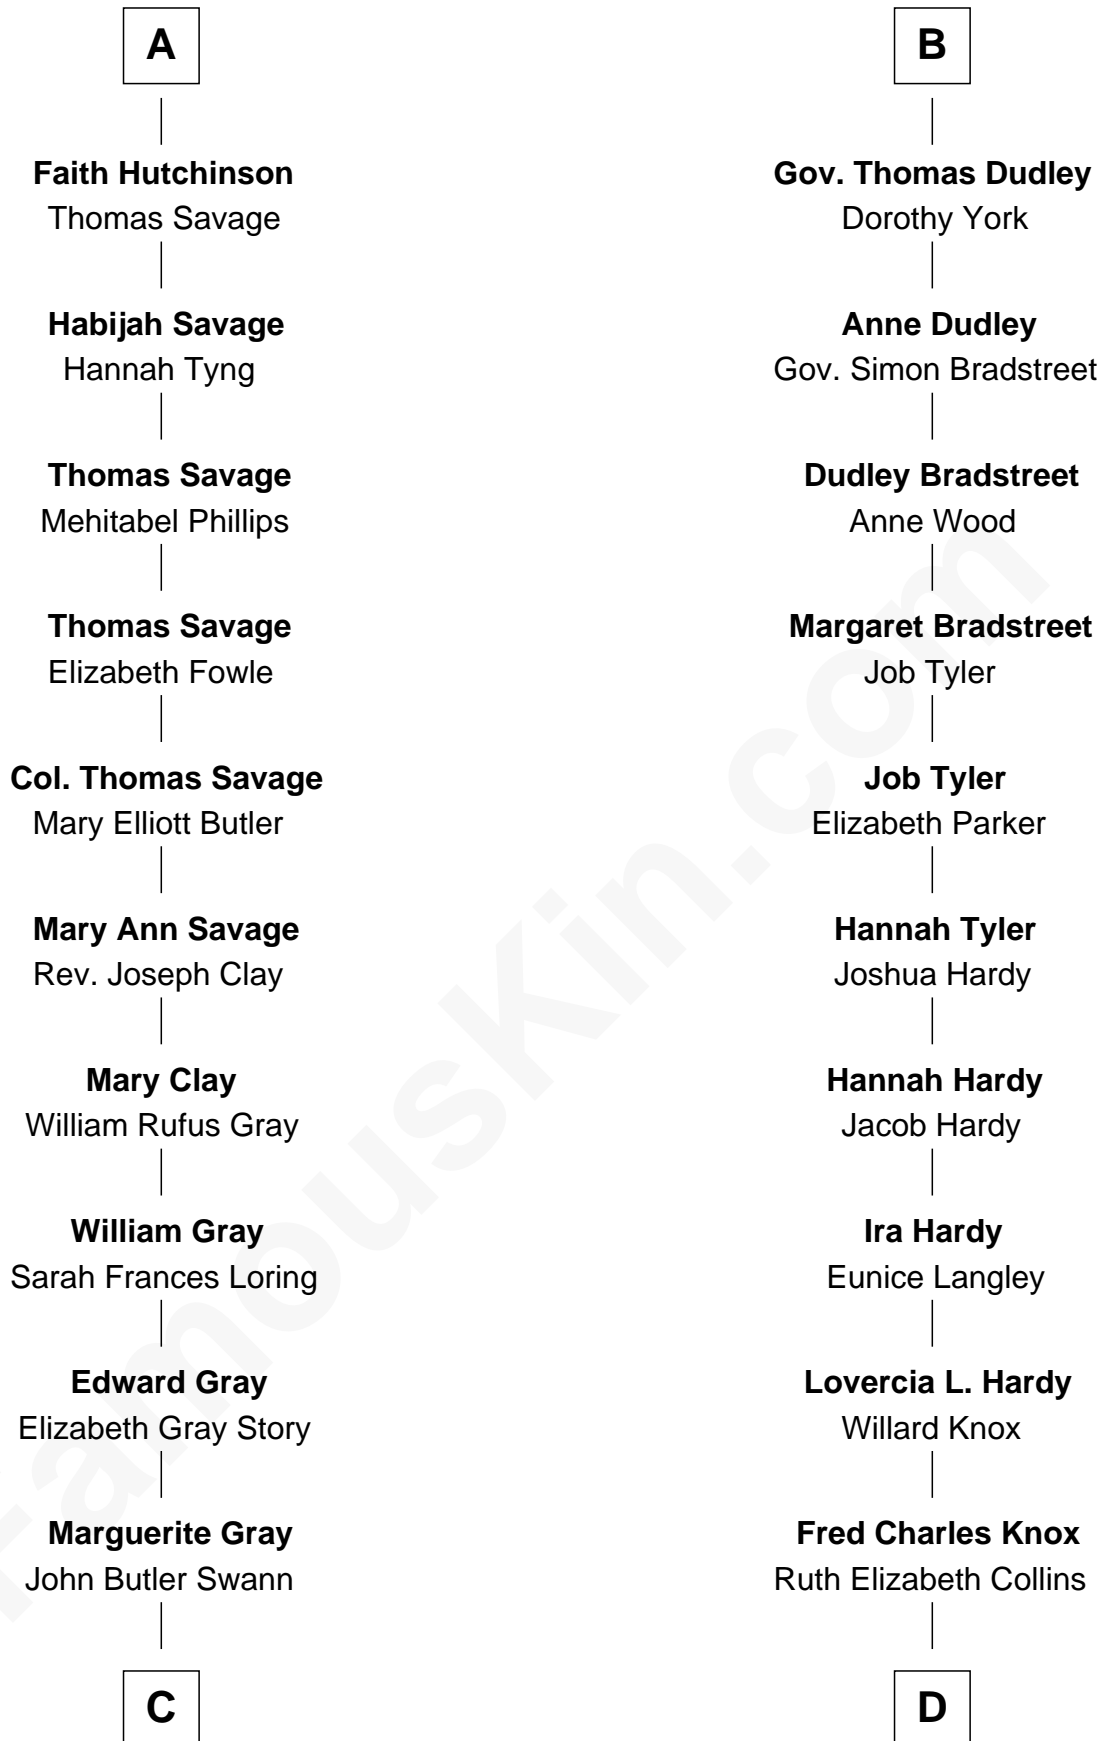 A
Faith Hutchinson
Thomas Savage
Habijah Savage
Hannah Tyng
Thomas Savage
Mehitabel Phillips
Thomas Savage
Elizabeth Fowle
Col. Thomas Savage
Mary Elliott Butler
Mary Ann Savage
Rev. Joseph Clay
Mary Clay
William Rufus Gray
William Gray
Sarah Frances Loring
Edward Gray
Elizabeth Gray Story
Marguerite Gray
John Butler Swann
C
B
Gov. Thomas Dudley
Dorothy York
Anne Dudley
Gov. Simon Bradstreet
Dudley Bradstreet
Anne Wood
Margaret Bradstreet
Job Tyler
Job Tyler
Elizabeth Parker
Hannah Tyler
Joshua Hardy
Hannah Hardy
Jacob Hardy
Ira Hardy
Eunice Langley
Lovercia L. Hardy
Willard Knox
Fred Charles Knox
Ruth Elizabeth Collins
D
FamousKin.com